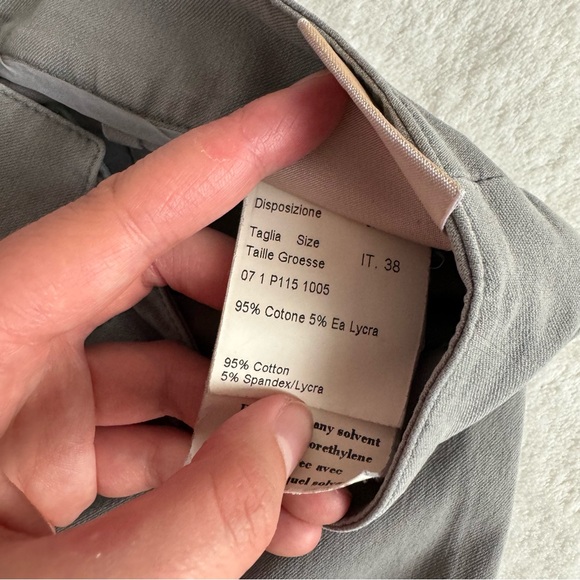 Disposizione
Taglia Size
Taille Groesse IT. 38
07 1 P115 1005
95% Cotone 5% Ea Lycra
95% Cotton
5% Spandex/Lycra
any solvent
avec